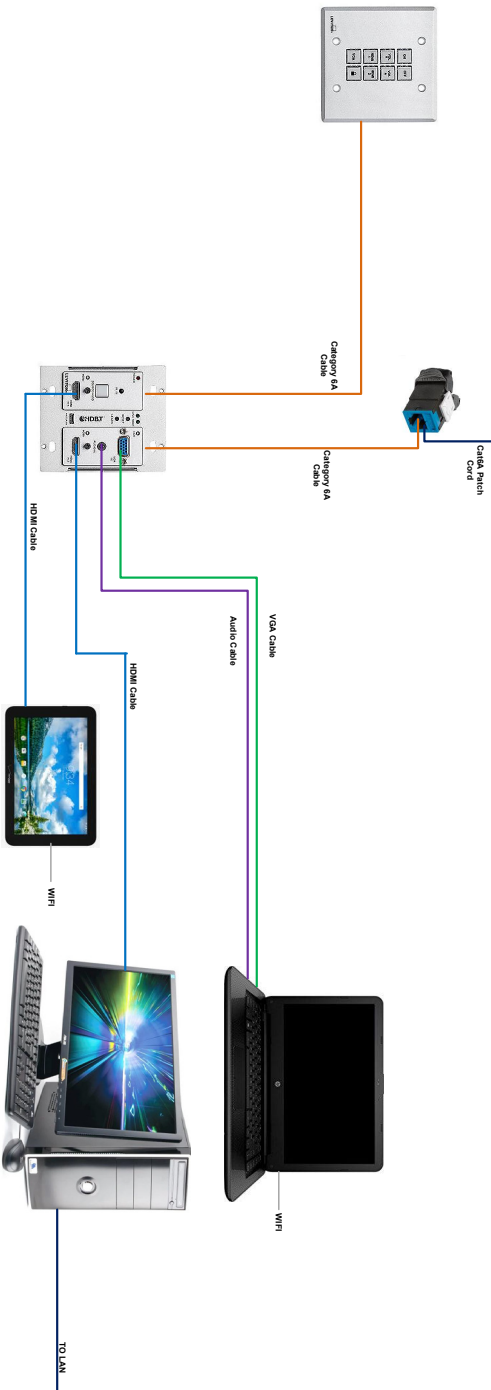 Category 6A
Cable
Cat6A Patch
Cord
Category 6A
Cable
HDBT
HDMI Cable
VGA Cable
Audio Cable
HDMI Cable
WIFI
WIFI
TO LAN